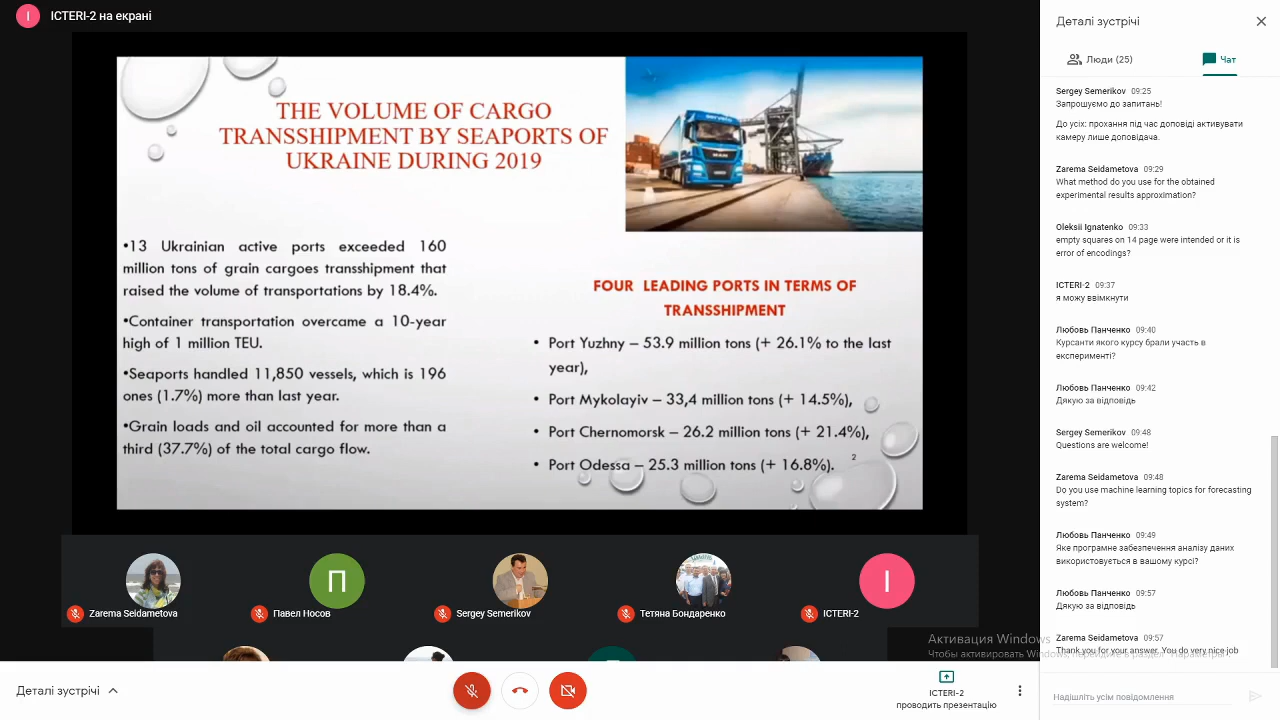 I
ICTERI-2 на екрані
THE VOLUME OF CARGO
TRANSSHIPMENT BY SEAPORTS OF
UKRAINE DURING 2019
•13 Ukrainian active ports exceeded 160
million tons of grain cargoes transshipment that
raised the volume of transportations by 18.4%.
•Container transportation overcame a 10-year
high of 1 million TEU.
•Seaports handled 11,850 vessels, which is 196
ones (1.7%) more than last year.
•Grain loads and oil accounted for more than a
third (37.7%) of the total cargo flow.
FOUR LEADING PORTS IN TERMS OF
TRANSSHIPMENT
• Port Yuzhny – 53.9 million tons (+ 26.1% to the last
year),
• Port Mykolayiv – 33,4 million tons (+ 14.5%),
• Port Chernomorsk – 26.2 million tons (+ 21.4%),
• Port Odessa – 25.3 million tons (+ 16.8%).
2
П
I
Zarema Seidametova
Павел Носов
Sergey Semerikov
Тетяна Бондаренко
ICTERI-2
Деталі зустрічі
ICTERI-2
проводить презентацію
Деталі зустрічі
Люди (25)
Чат
Sergey Semerikov 09:25
Запрошуємо до запитань!
До усіх: прохання під час доповіді активувати
камеру лише доповідача.
Zarema Seidametova 09:29
What method do you use for the obtained
experimental results approximation?
Oleksii Ignatenko 09:33
empty squares on 14 page were intended or it is
error of encodings?
ICTERI-2 09:37
я можу ввімкнути
Любовь Панченко 09:40
Курсанти якого курсу брали участь в
експерименті?
Любовь Панченко 09:42
Дякую за відповідь
Sergey Semerikov 09:48
Questions are welcome!
Zarema Seidametova 09:48
Do you use machine learning topics for forecasting
system?
Любовь Панченко 09:49
Яке програмне забезпечення аналізу даних
використовується в вашому курсі?
Любовь Панченко 09:57
Дякую за відповідь
Zarema Seidametova 09:57
Thank you for your answer. You do very nice job
Активация Windows
Чтобы активировать Windows, перейдите в раздел "Параметры".
Надішліть усім повідомлення